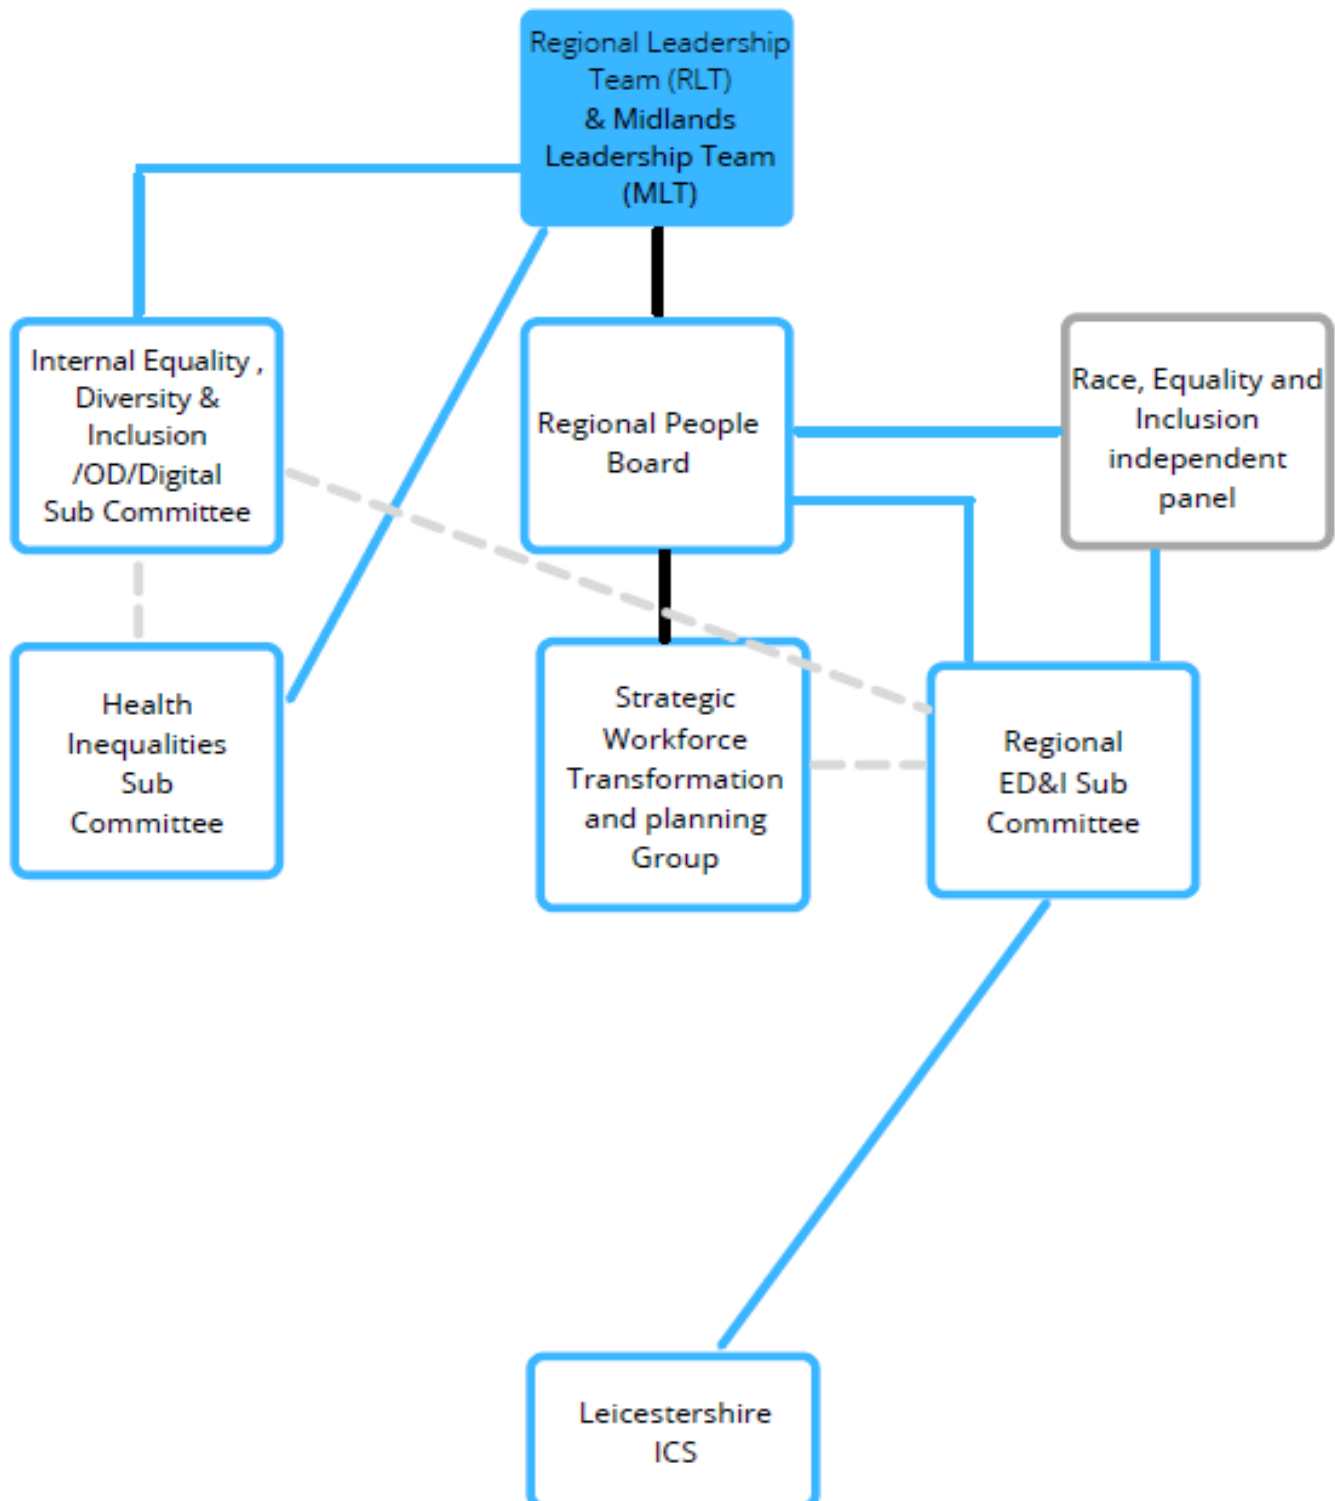 Regional Leadership
Team (RLT)
& Midlands
Leadership Team
(MLT)
Internal Equality ,
Diversity &
Inclusion
/OD/Digital
Sub Committee
Regional People
Board
Race, Equality and
Inclusion
independent
panel
Health
Inequalities
Sub
Committee
Strategic
Workforce
Transformation
and planning
Group
Regional
ED&I Sub
Committee
Leicestershire
ICS